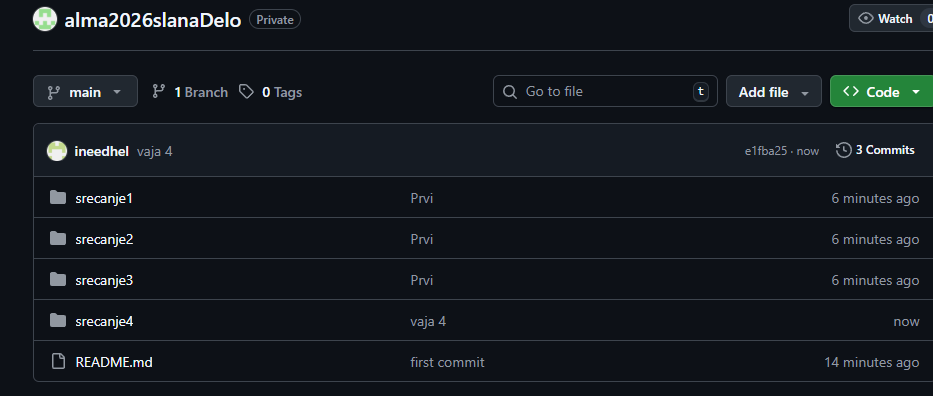 alma2026slanaDelo Private Watch 0
main 1 Branch 0 Tags Go to file t Add file Code
ineedhel vaja 4 e1fba25 · now 3 Commits
srecanje1 Prvi 6 minutes ago
srecanje2 Prvi 6 minutes ago
srecanje3 Prvi 6 minutes ago
srecanje4 vaja 4 now
README.md first commit 14 minutes ago